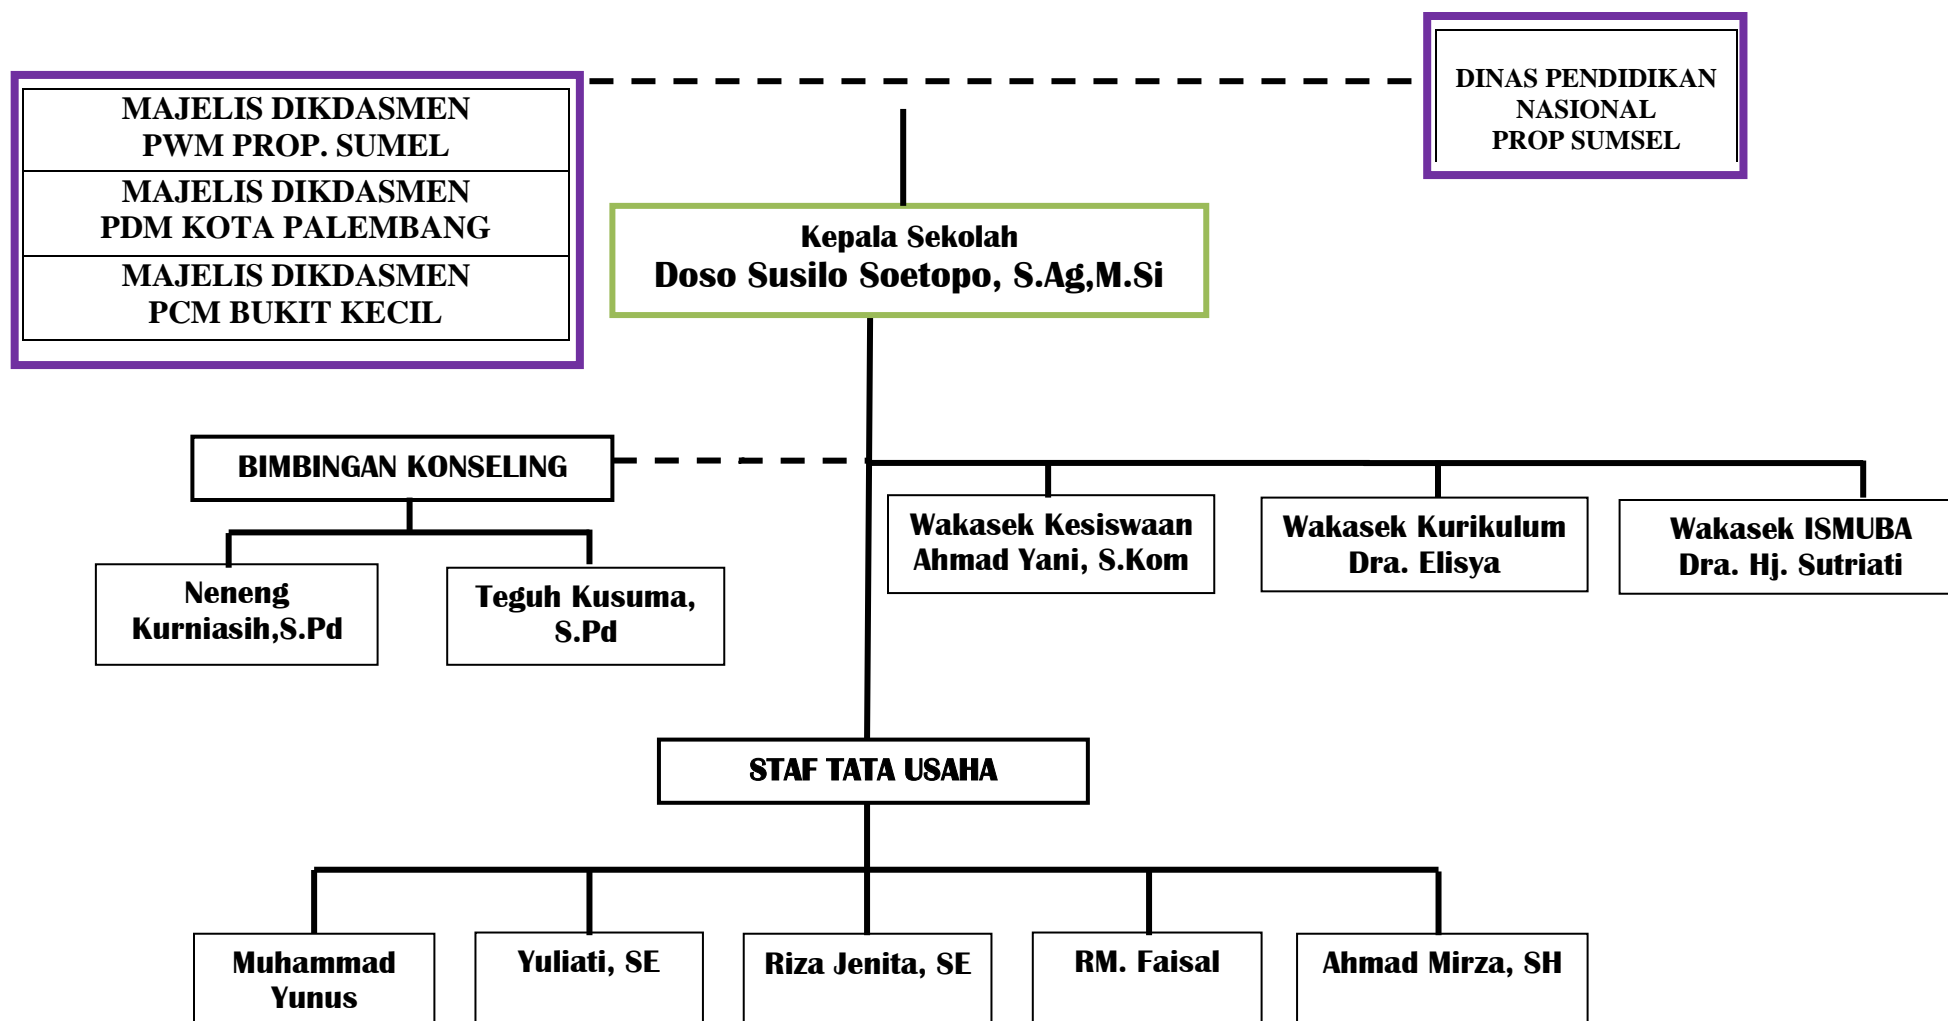 MAJELIS DIKDASMEN
PWM PROP. SUMEL
MAJELIS DIKDASMEN
PDM KOTA PALEMBANG
MAJELIS DIKDASMEN
PCM BUKIT KECIL
DINAS PENDIDIKAN
NASIONAL
PROP SUMSEL
Kepala Sekolah
Doso Susilo Soetopo, S.Ag,M.Si
BIMBINGAN KONSELING
Neneng
Kurniasih,S.Pd
Teguh Kusuma,
S.Pd
Wakasek Kesiswaan
Ahmad Yani, S.Kom
Wakasek Kurikulum
Dra. Elisya
Wakasek ISMUBA
Dra. Hj. Sutriati
STAF TATA USAHA
Muhammad
Yunus
Yuliati, SE
Riza Jenita, SE
RM. Faisal
Ahmad Mirza, SH